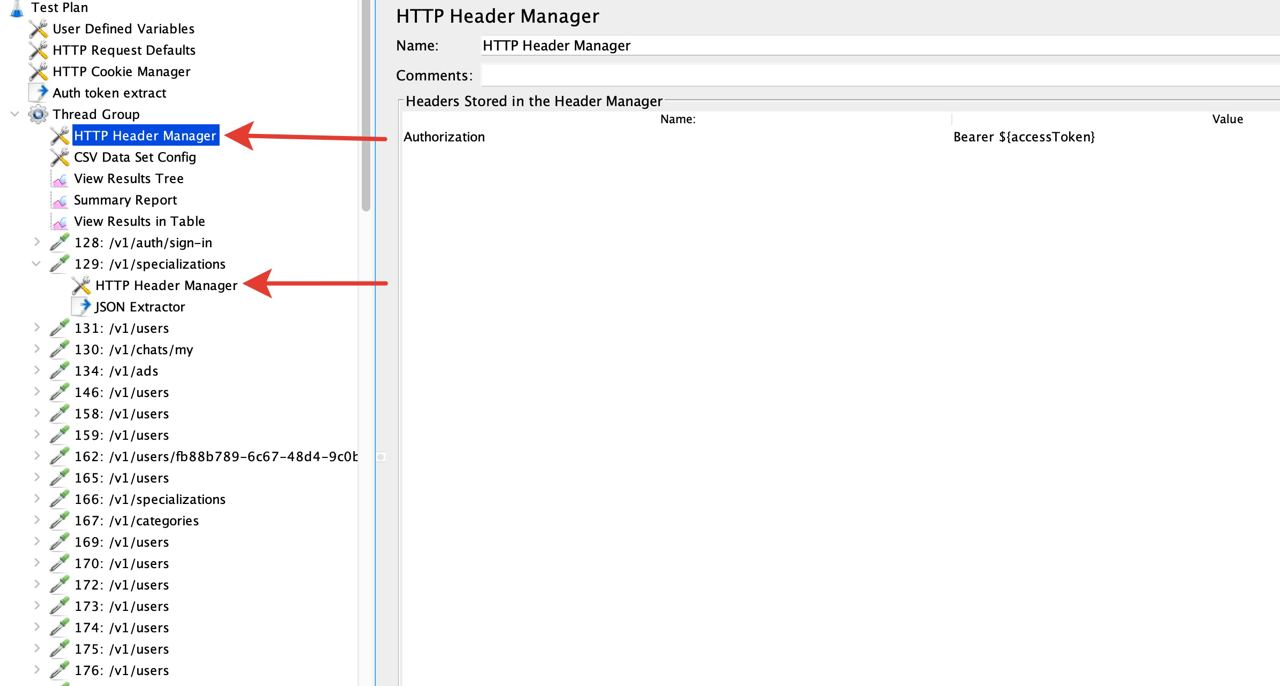 Test Plan
User Defined Variables
HTTP Request Defaults
HTTP Cookie Manager
Auth token extract
Thread Group
HTTP Header Manager
CSV Data Set Config
View Results Tree
Summary Report
View Results in Table
128: /v1/auth/sign-in
129: /v1/specializations
HTTP Header Manager
JSON Extractor
131: /v1/users
130: /v1/chats/my
134: /v1/ads
146: /v1/users
158: /v1/users
159: /v1/users
162: /v1/users/fb88b789-6c67-48d4-9c0b
165: /v1/users
166: /v1/specializations
167: /v1/categories
169: /v1/users
170: /v1/users
172: /v1/users
173: /v1/users
174: /v1/users
175: /v1/users
176: /v1/users
HTTP Header Manager
Name: HTTP Header Manager
Comments:
Headers Stored in the Header Manager
Name: Value
Authorization Bearer ${accessToken}